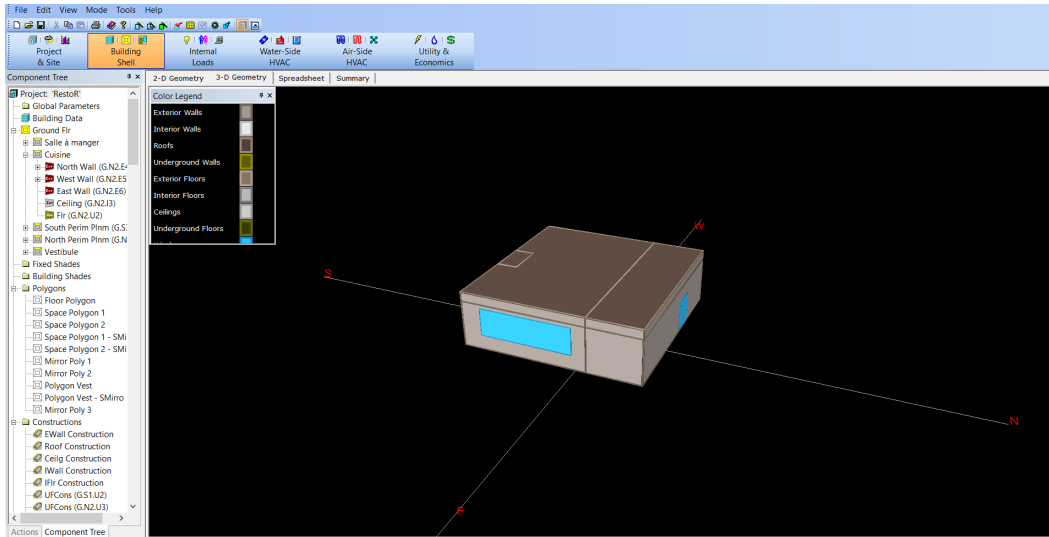 File Edit View Mode Tools Help
Project & Site
Building Shell
Internal Loads
Water-Side HVAC
Air-Side HVAC
Utility & Economics
Component Tree
2-D Geometry 3-D Geometry Spreadsheet Summary
Project: 'RestoR'
Global Parameters
Building Data
Ground Flr
Salle à manger
Cuisine
North Wall (G.N2.E4
West Wall (G.N2.E5
East Wall (G.N2.E6)
Ceiling (G.N2.I3)
Flr (G.N2.U2)
South Perim Plnm (G.S:
North Perim Plnm (G.N
Vestibule
Fixed Shades
Building Shades
Polygons
Floor Polygon
Space Polygon 1
Space Polygon 2
Space Polygon 1 - SMi
Space Polygon 2 - SMi
Mirror Poly 1
Mirror Poly 2
Polygon Vest
Polygon Vest - SMirro
Mirror Poly 3
Constructions
EWall Construction
Roof Construction
Ceilg Construction
IWall Construction
IFlr Construction
UFCons (G.S1.U2)
UFCons (G.N2.U3)
Actions Component Tree
Color Legend
Exterior Walls
Interior Walls
Roofs
Underground Walls
Exterior Floors
Interior Floors
Ceilings
Underground Floors
W
S
N
E